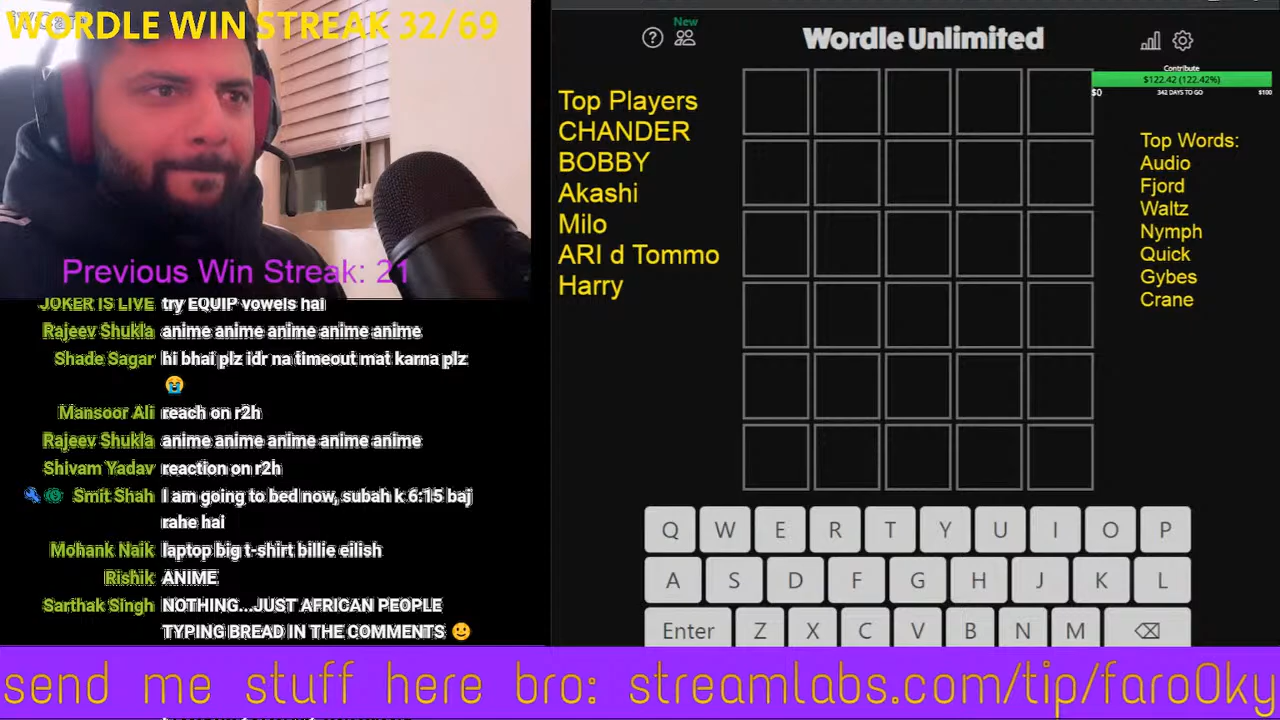 WORDLE WIN STREAK 32/69
Previous Win Streak: 21
JOKER IS LIVE try EQUIP vowels hai
Rajeev Shukla anime anime anime anime anime
Shade Sagar hi bhai plz idr na timeout mat karna plz
😭
Mansoor Ali reach on r2h
Rajeev Shukla anime anime anime anime anime
Shivam Yadav reaction on r2h
Smit Shah I am going to bed now, subah k 6:15 baj
rahe hai
Mohank Naik laptop big t-shirt billie eilish
Rishik ANIME
Sarthak Singh NOTHING...JUST AFRICAN PEOPLE
TYPING BREAD IN THE COMMENTS 🙂
New
Wordle Unlimited
Top Players
CHANDER
BOBBY
Akashi
Milo
ARI d Tommo
Harry
Contribute
$122.42 (122.42%)
$0 342 DAYS TO GO $100
Top Words:
Audio
Fjord
Waltz
Nymph
Quick
Gybes
Crane
Q W E R T Y U I O P
A S D F G H J K L
Enter Z X C V B N M
send me stuff here bro: streamlabs.com/tip/faro0ky